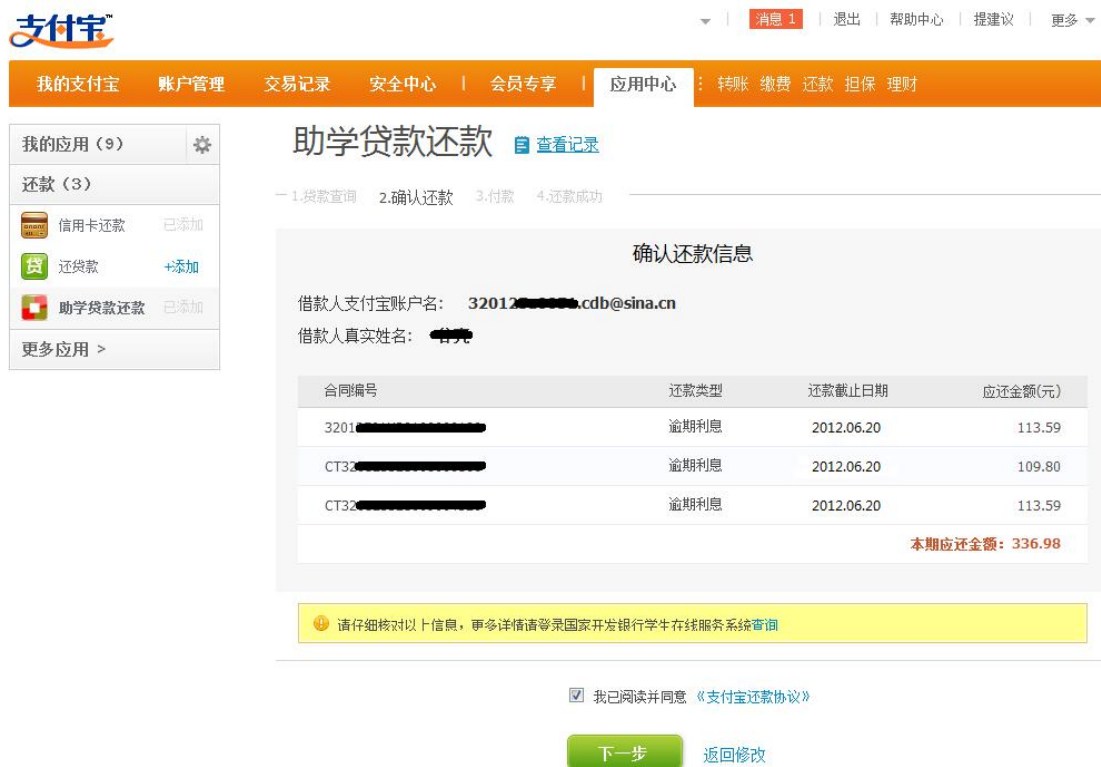 支付宝™
消息 1 退出 帮助中心 提建议 更多
我的支付宝 账户管理 交易记录 安全中心 会员专享 应用中心 转账 缴费 还款 担保 理财
我的应用（9）
还款（3）
信用卡还款 已添加
贷 还贷款 +添加
助学贷款还款 已添加
更多应用 >
助学贷款还款 查看记录
1.贷款查询 2.确认还款 3.付款 4.还款成功
确认还款信息
借款人支付宝账户名： 32012 .cdb@sina.cn
借款人真实姓名：
合同编号 还款类型 还款截止日期 应还金额(元)
3201 逾期利息 2012.06.20 113.59
CT32 逾期利息 2012.06.20 109.80
CT32 逾期利息 2012.06.20 113.59
本期应还金额：336.98
请仔细核对以上信息，更多详情请登录国家开发银行学生在线服务系统查询
我已阅读并同意 《支付宝还款协议》
下一步 返回修改